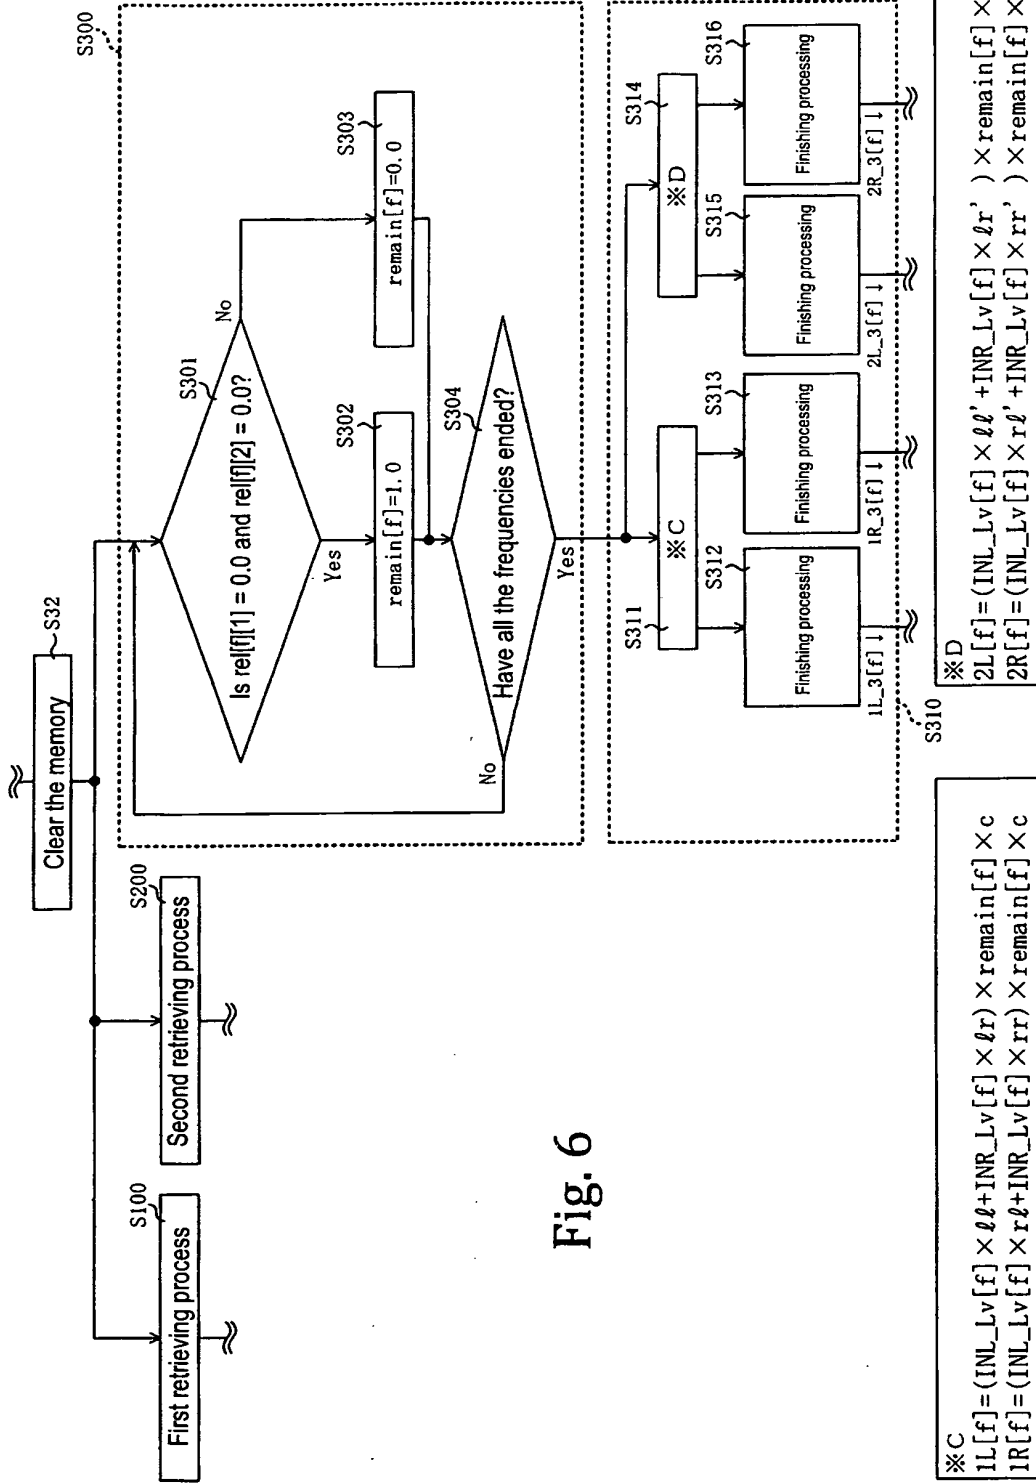 S32
Clear the memory
S100
First retrieving process
S200
Second retrieving process
S300
S301
Is rel[f][1] = 0.0 and rel[f][2] = 0.0?
No
Yes
S302
remain[f]=1.0
S303
remain[f]=0.0
S304
Have all the frequencies ended?
No
Yes
S311
※C
S314
※D
S312
Finishing processing
1L_3[f] ↓
S313
Finishing processing
1R_3[f] ↓
S315
Finishing processing
2L_3[f] ↓
S316
Finishing processing
2R_3[f] ↓
S310
Fig. 6
※C
1L[f]=(INL_Lv[f]×ℓℓ+INR_Lv[f]×ℓr)×remain[f]×c
1R[f]=(INL_Lv[f]×rℓ+INR_Lv[f]×rr)×remain[f]×c
※D
2L[f]=(INL_Lv[f]×ℓℓ'+INR_Lv[f]×ℓr' )×remain[f]×
2R[f]=(INL_Lv[f]×rℓ'+INR_Lv[f]×rr' )×remain[f]×